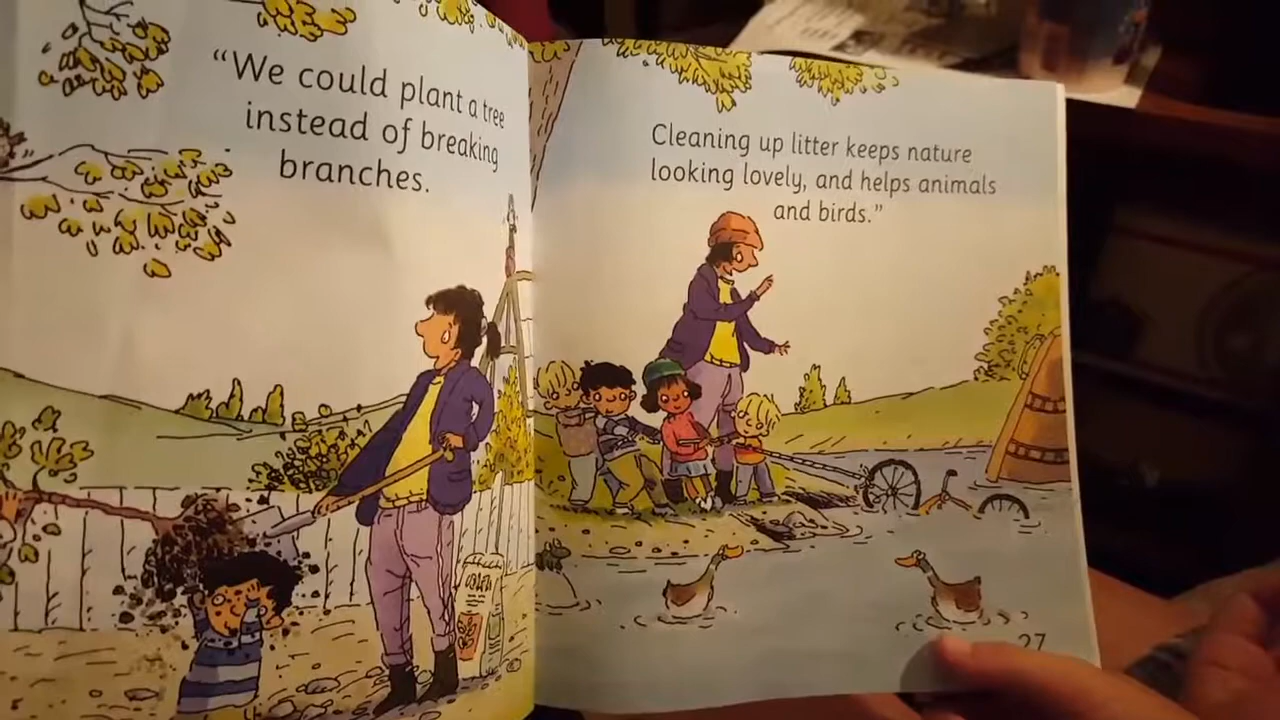 “We could plant a tree
instead of breaking
branches.
Cleaning up litter keeps nature
looking lovely, and helps animals
and birds.”
27